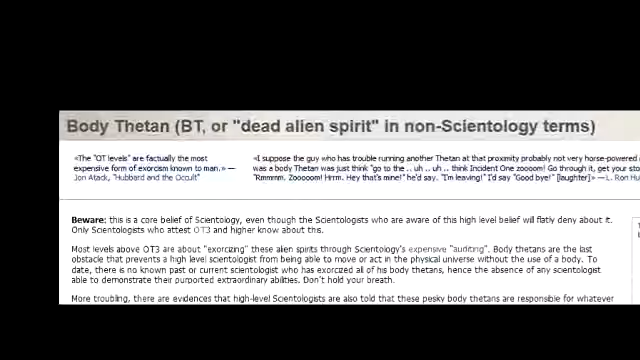 Body Thetan (BT, or "dead alien spirit" in non-Scientology terms)
«The "OT levels" are factually the most
expensive form of exorcism known to man.» —
Jon Atack, "Hubbard and the Occult"
«I suppose the guy who has trouble running another Thetan at that proximity probably not very horse-powered
was a body Thetan was just think "go to the .. uh .. uh .. think Incident One zooom! Go through it, get your sto
"Rmmrm. Zooooom! Hrrm. Hey that's mine!" he'd say. "I'm leaving!" I'd say "Good bye!" [laughter]» — L. Ron Hu
Beware: this is a core belief of Scientology, even though the Scientologists who are aware of this high level belief will flatly deny about it.
Only Scientologists who attest OT3 and higher know about this.
Most levels above OT3 are about "exorcizing" these alien spirits through Scientology's expensive "auditing". Body thetans are the last
obstacle that prevents a high level scientologist from being able to move or act in the physical universe without the use of a body. To
date, there is no known past or current scientologist who has exorcized all of his body thetans, hence the absence of any scientologist
able to demonstrate their purported extraordinary abilities. Don't hold your breath.
More troubling, there are evidences that high-level Scientologists are also told that these pesky body thetans are responsible for whatever